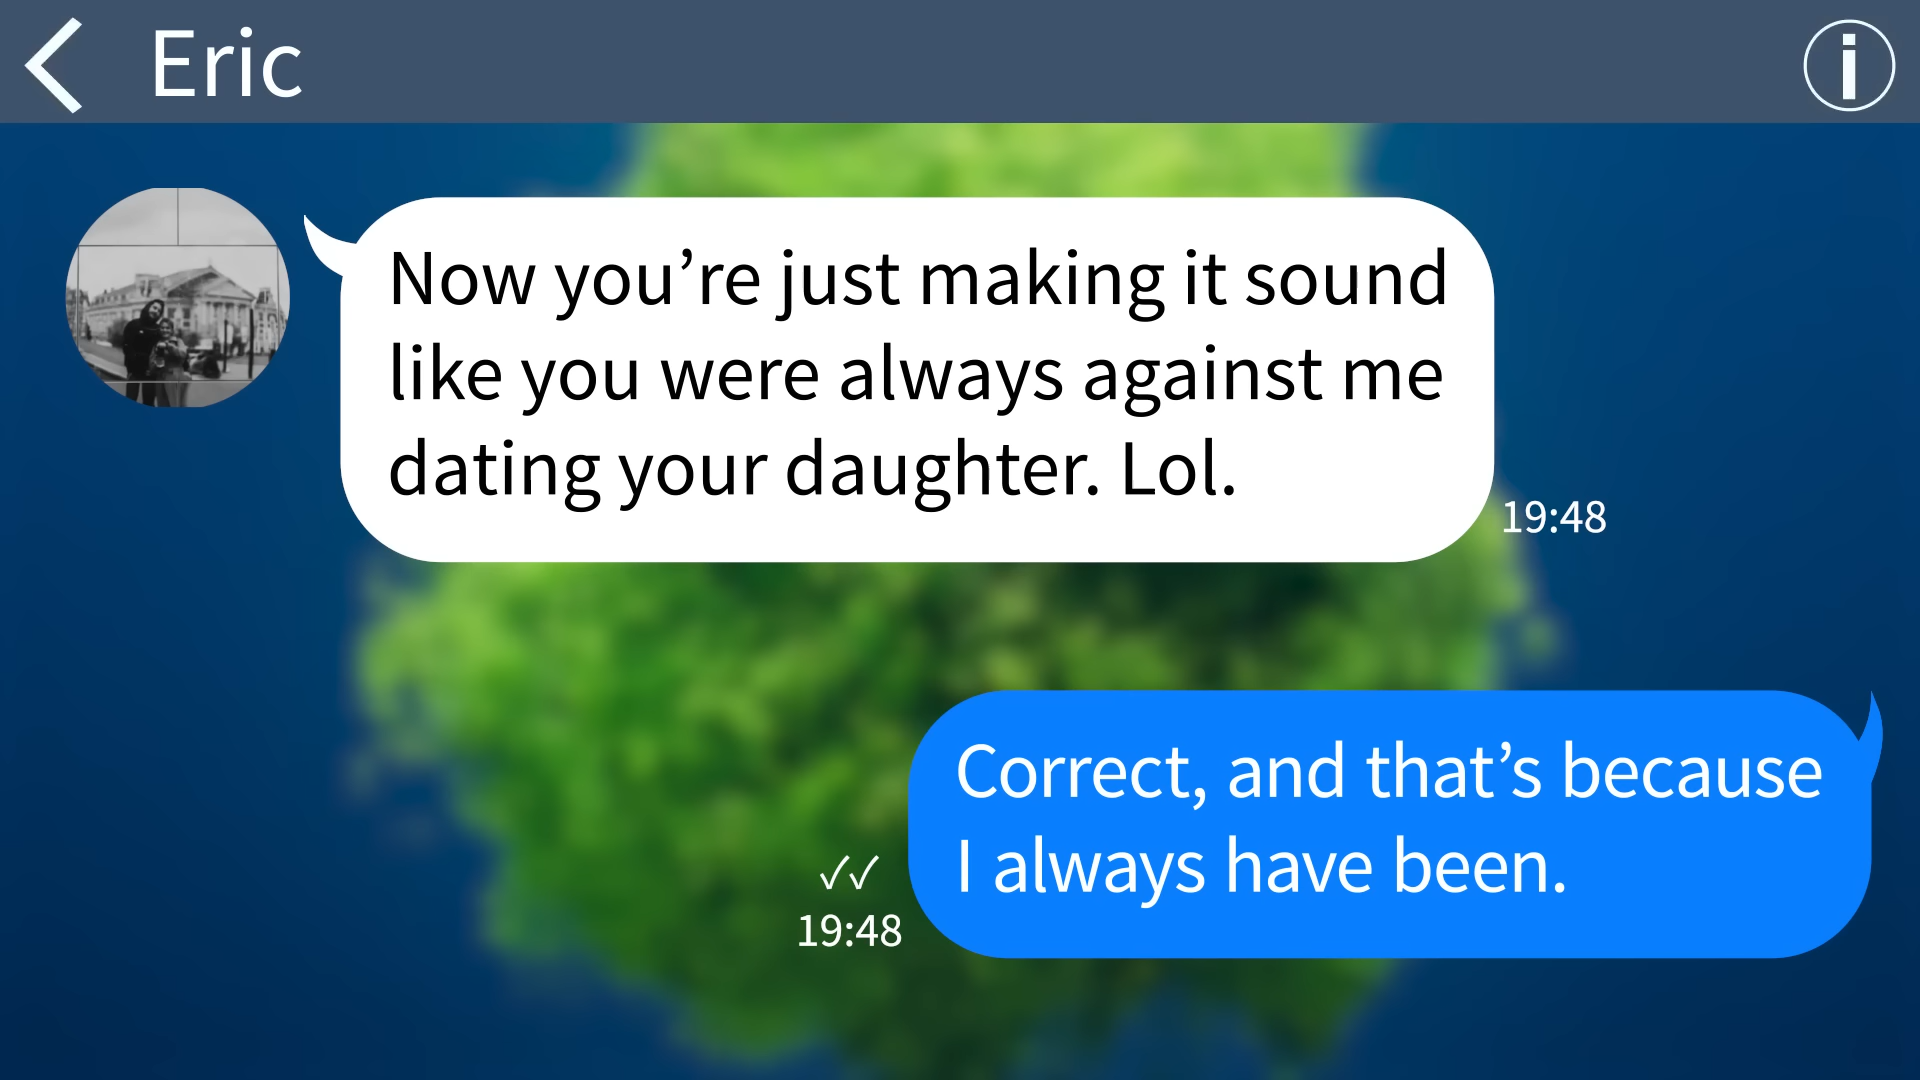 Eric
Now you’re just making it sound
like you were always against me
dating your daughter. Lol.
19:48
Correct, and that’s because
I always have been.
✓✓
19:48